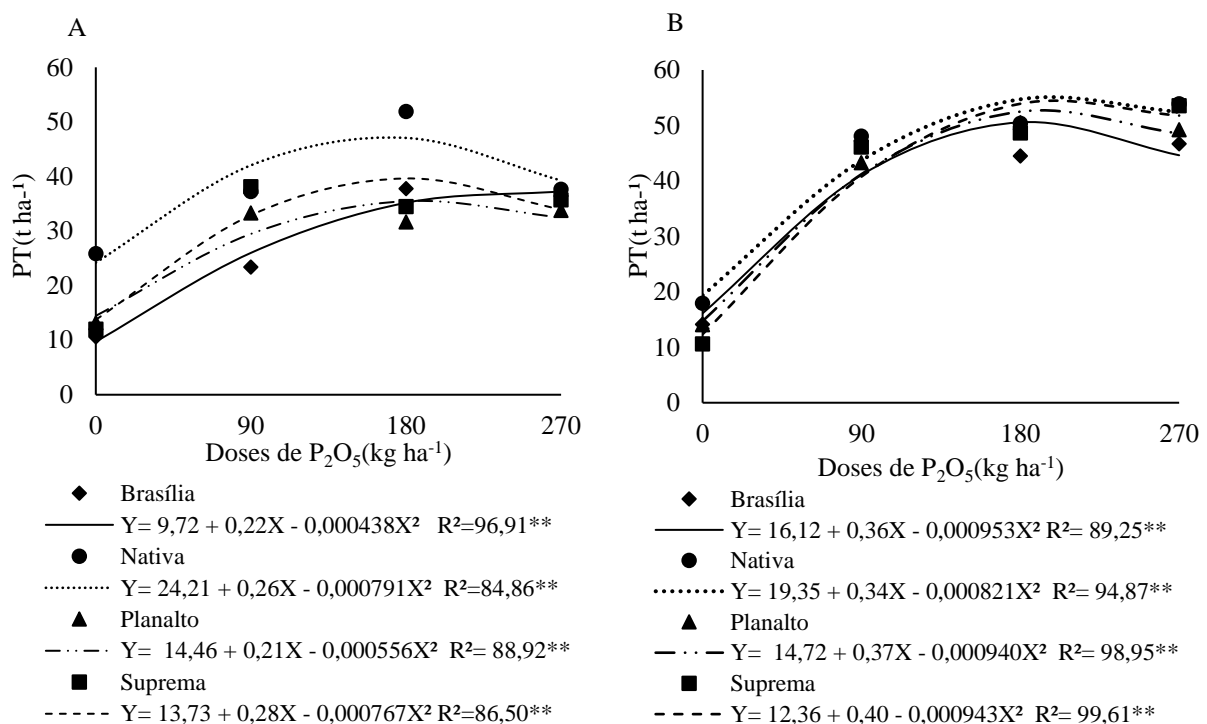 A
60
50
40
30
20
10
0
PT(t ha⁻¹)
0 90 180 270
Doses de P₂O₅(kg ha⁻¹)
Brasília
Y= 9,72 + 0,22X - 0,000438X² R²=96,91**
Nativa
Y= 24,21 + 0,26X - 0,000791X² R²=84,86**
Planalto
Y= 14,46 + 0,21X - 0,000556X² R²= 88,92**
Suprema
Y= 13,73 + 0,28X - 0,000767X² R²=86,50**
B
60
50
40
30
20
10
0
PT(t ha⁻¹)
0 90 180 270
Doses de P₂O₅(kg ha⁻¹)
Brasília
Y= 16,12 + 0,36X - 0,000953X² R²= 89,25**
Nativa
Y= 19,35 + 0,34X - 0,000821X² R²= 94,87**
Planalto
Y= 14,72 + 0,37X - 0,000940X² R²= 98,95**
Suprema
Y= 12,36 + 0,40 - 0,000943X² R²= 99,61**